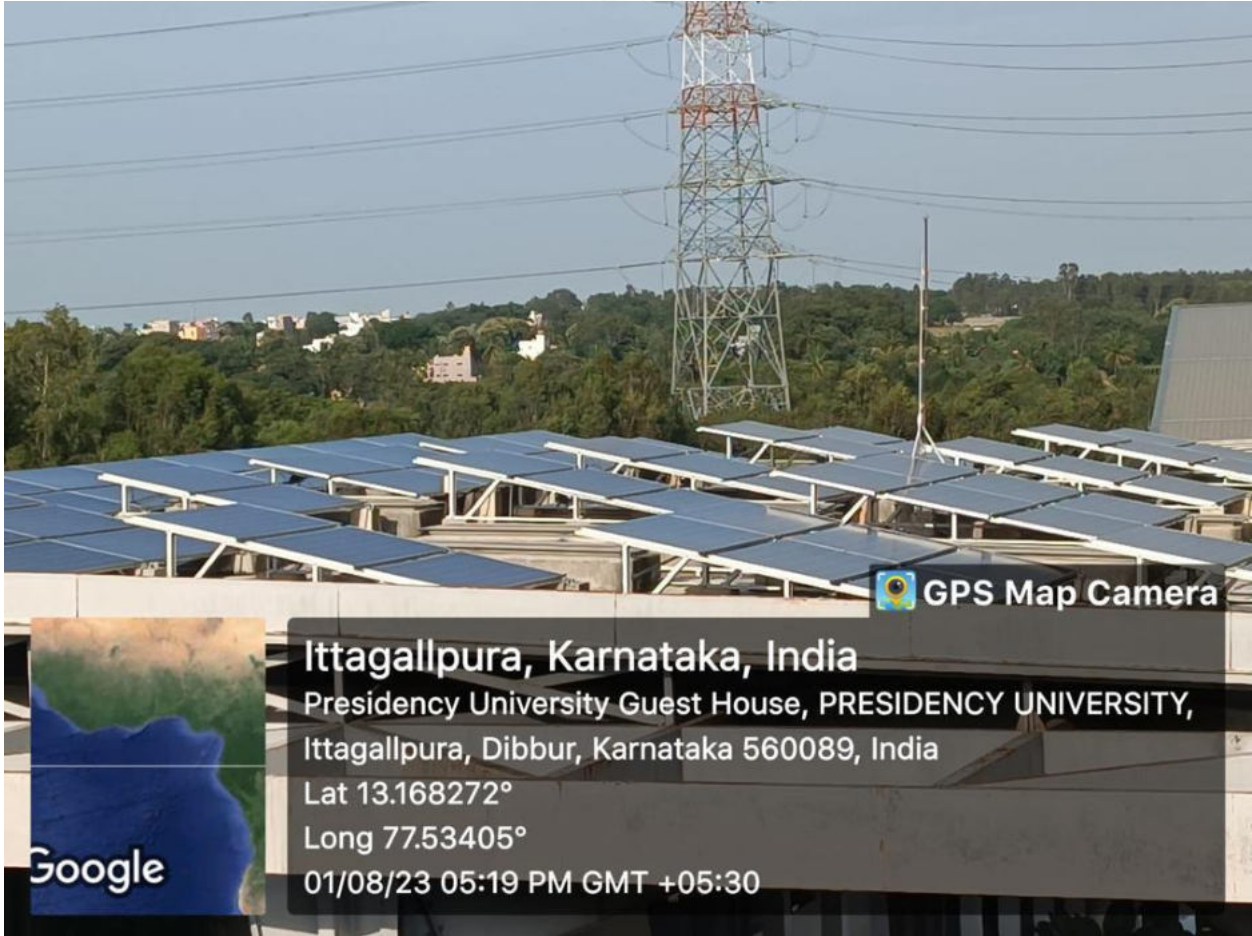 GPS Map Camera
Ittagallpura, Karnataka, India
Presidency University Guest House, PRESIDENCY UNIVERSITY,
Ittagallpura, Dibbur, Karnataka 560089, India
Lat 13.168272°
Long 77.53405°
01/08/23 05:19 PM GMT +05:30
Google